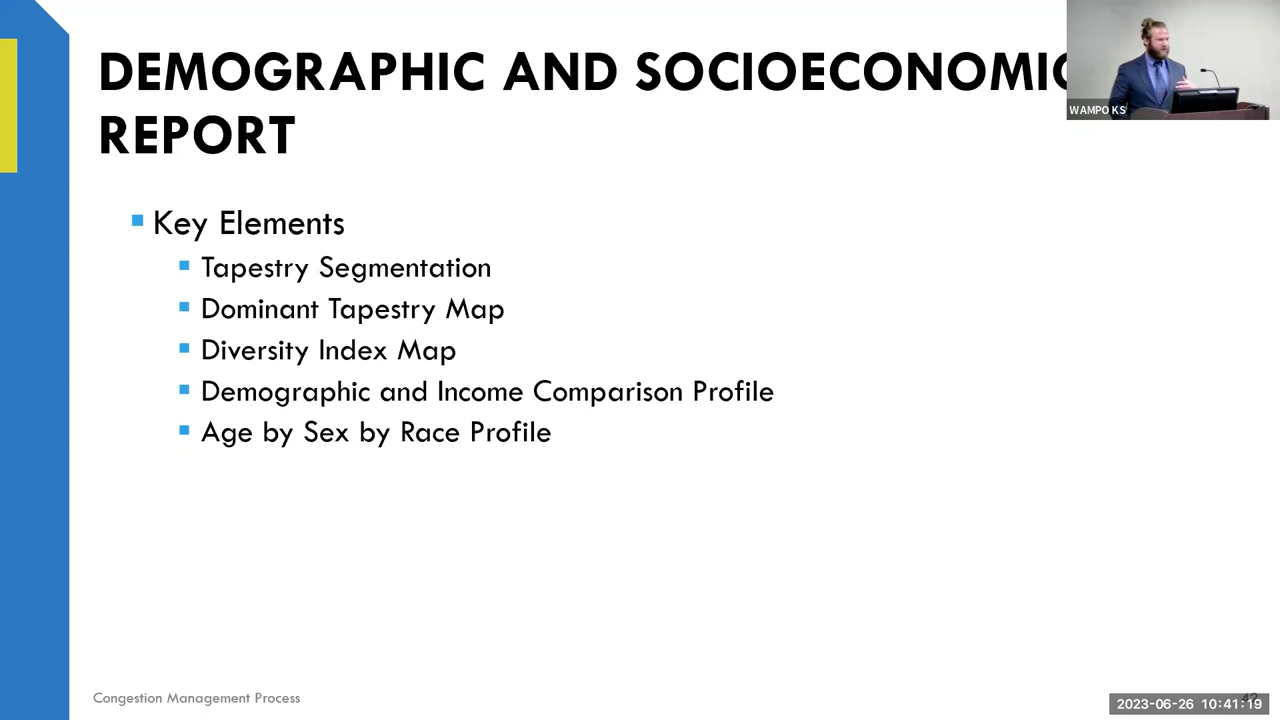 DEMOGRAPHIC AND SOCIOECONOMIC
REPORT
WAMPO KS
Key Elements
Tapestry Segmentation
Dominant Tapestry Map
Diversity Index Map
Demographic and Income Comparison Profile
Age by Sex by Race Profile
Congestion Management Process
2023-06-26 10:41:19